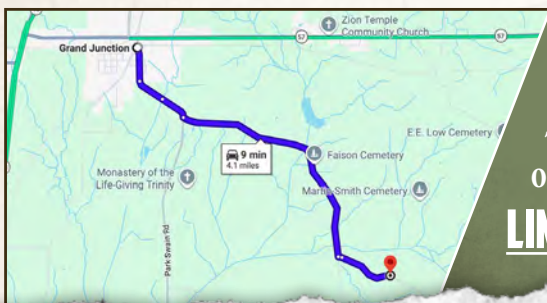 Zion Temple
Community Church
57
57
Grand Junction
9 min
4.1 miles
Faison Cemetery
E.E. Low Cemetery
Monastery of the
Life-Giving Trinity
Martin-Smith Cemetery
Park Swain Rd